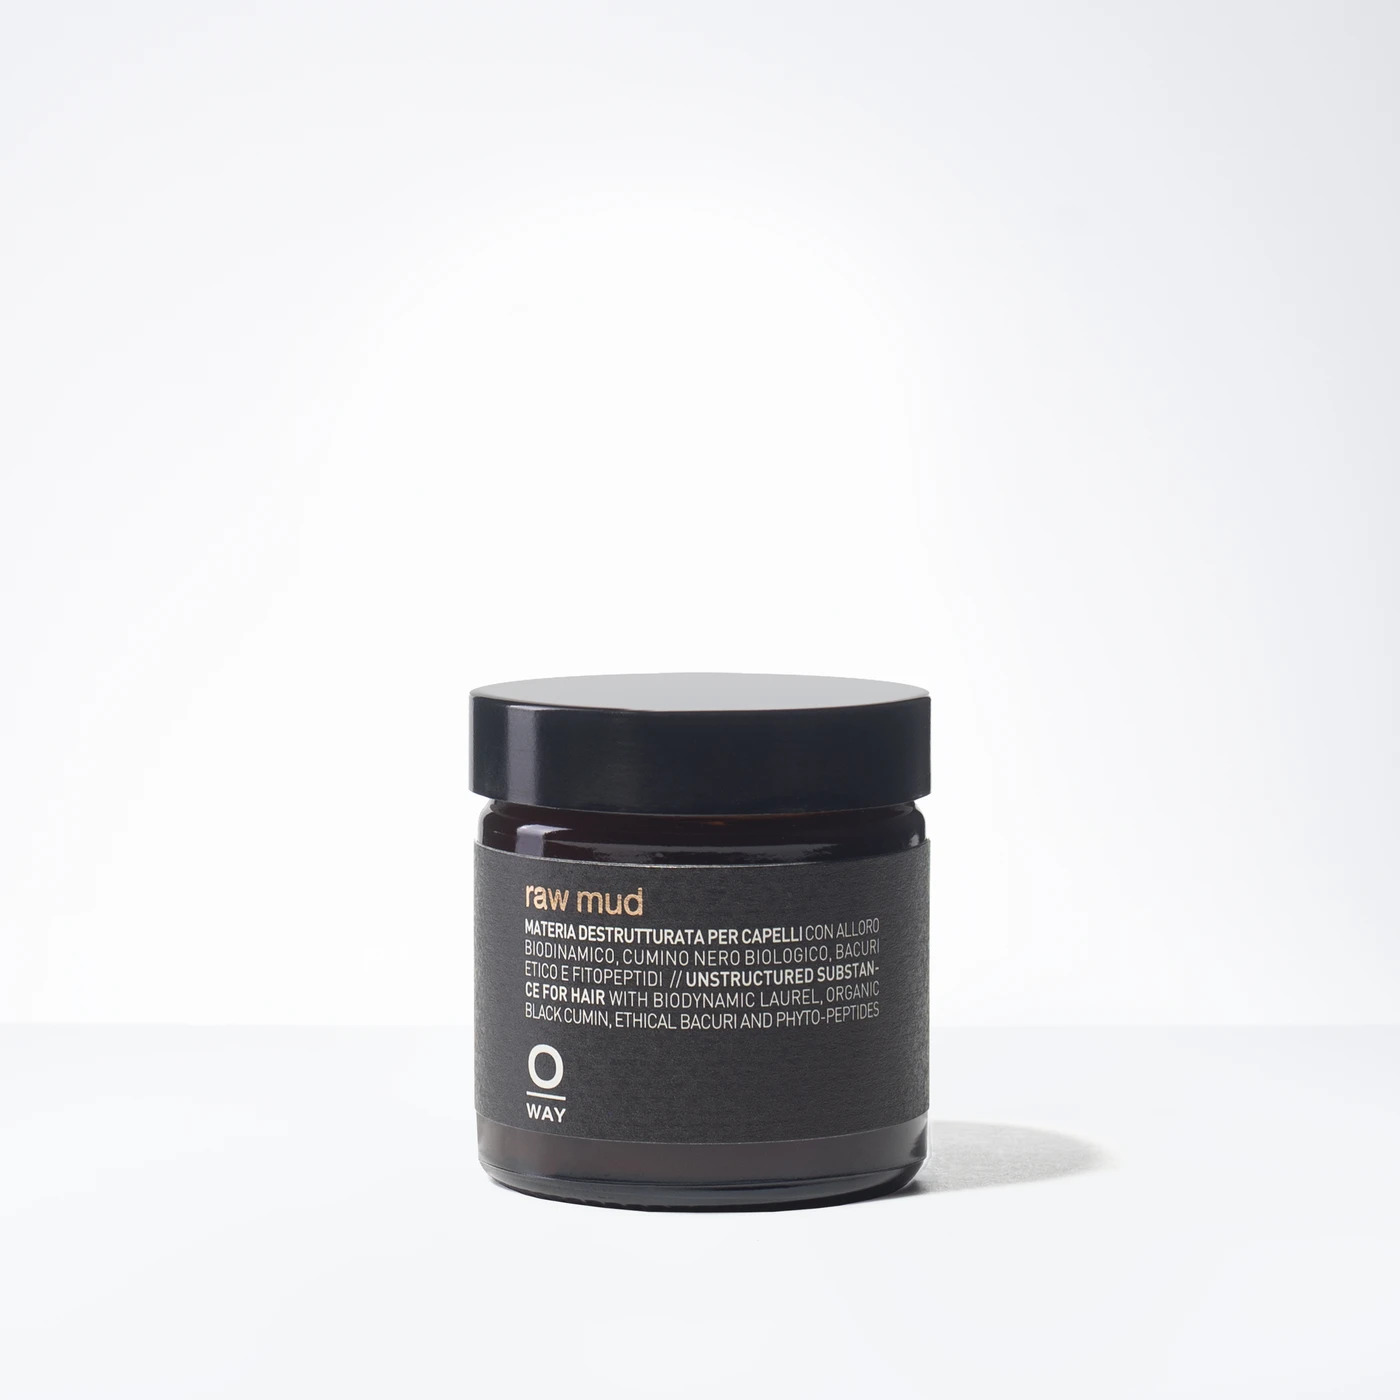 raw mud
MATERIA DESTRUTTURATA PER CAPELLI CON ALLORO
BIODINAMICO, CUMINO NERO BIOLOGICO, BACURI
ETICO E FITOPEPTIDI // UNSTRUCTURED SUBSTAN-
CE FOR HAIR WITH BIODYNAMIC LAUREL, ORGANIC
BLACK CUMIN, ETHICAL BACURI AND PHYTO-PEPTIDES
O
WAY